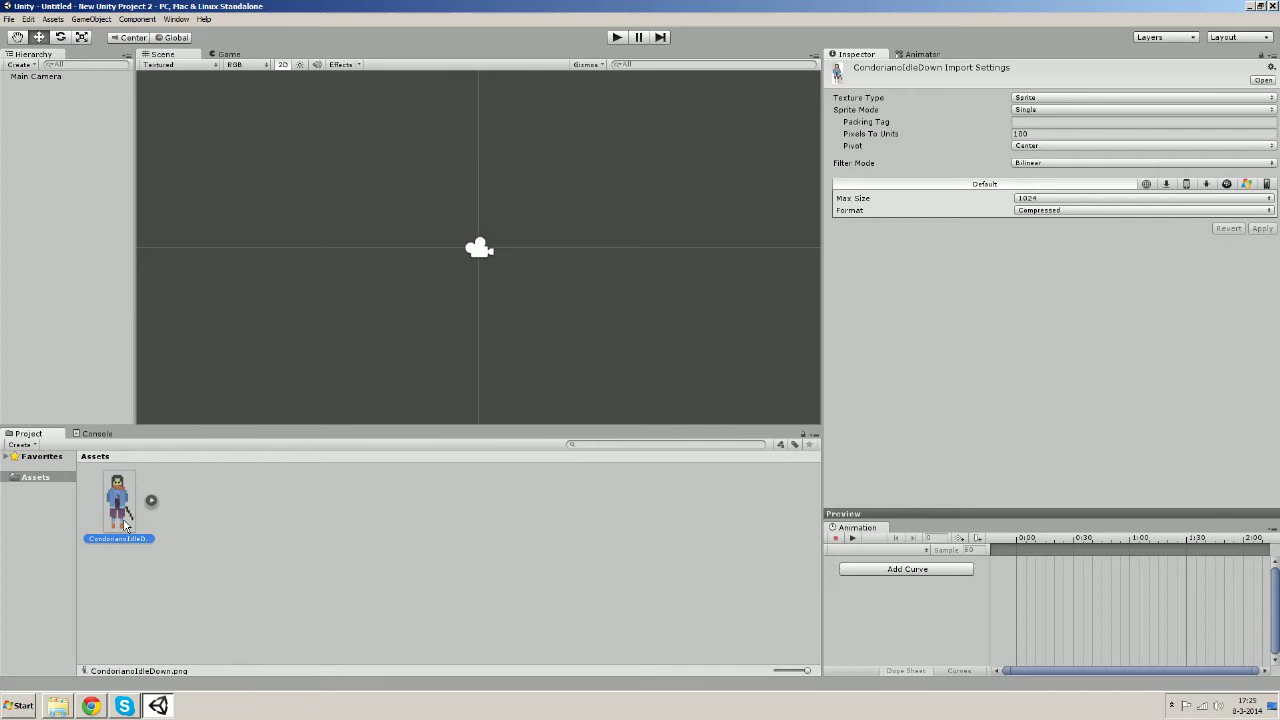 Unity - Untitled - New Unity Project 2 - PC, Mac & Linux Standalone
File Edit Assets GameObject Component Window Help
Center Global Layers Layout
Hierarchy Scene Game Inspector Animator
Create All Textured RGB 2D Effects Gizmos All
Main Camera
CondorianoIdleDown Import Settings
Open
Texture Type Sprite
Sprite Mode Single
Packing Tag
Pixels To Units 100
Pivot Center
Filter Mode Bilinear
Default
Max Size 1024
Format Compressed
Revert Apply
Project Console
Create
Favorites Assets
Assets
CondorianoIdleD...
CondorianoIdleDown.png
Preview
Animation
0 0:00 0:30 1:00 1:30 2:00
Sample 60
Add Curve
Dope Sheet Curves
Start
17:25
8-3-2014